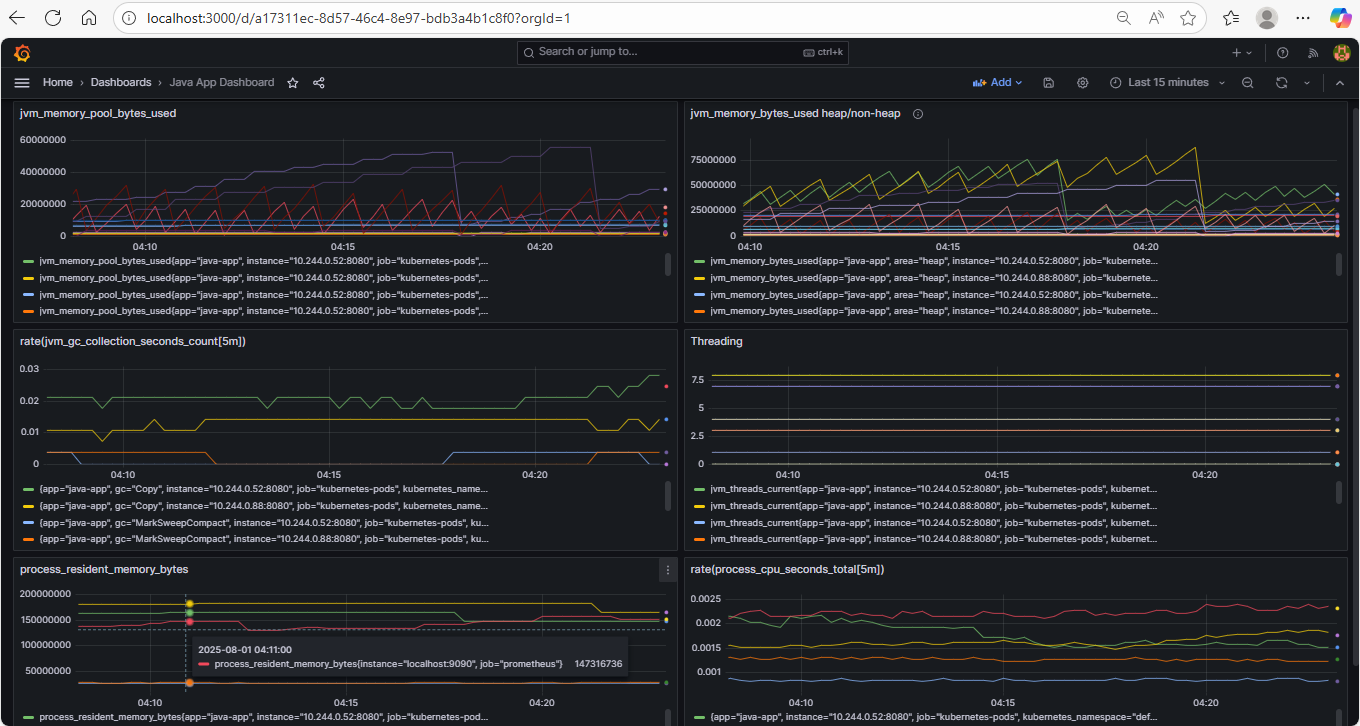 localhost:3000/d/a17311ec-8d57-46c4-8e97-bdb3a4b1c8f0?orgId=1
Search or jump to...
ctrl+k
Home
Dashboards
Java App Dashboard
Add
Last 15 minutes
jvm_memory_pool_bytes_used
60000000
40000000
20000000
0
04:10
04:15
04:20
jvm_memory_pool_bytes_used{app="java-app", instance="10.244.0.52:8080", job="kubernetes-pods",...
jvm_memory_pool_bytes_used{app="java-app", instance="10.244.0.52:8080", job="kubernetes-pods",...
jvm_memory_pool_bytes_used{app="java-app", instance="10.244.0.52:8080", job="kubernetes-pods",...
jvm_memory_pool_bytes_used{app="java-app", instance="10.244.0.52:8080", job="kubernetes-pods",...
jvm_memory_bytes_used heap/non-heap
75000000
50000000
25000000
0
04:10
04:15
04:20
jvm_memory_bytes_used{app="java-app", area="heap", instance="10.244.0.52:8080", job="kubernete...
jvm_memory_bytes_used{app="java-app", area="heap", instance="10.244.0.88:8080", job="kubernete...
jvm_memory_bytes_used{app="java-app", area="heap", instance="10.244.0.52:8080", job="kubernete...
jvm_memory_bytes_used{app="java-app", area="heap", instance="10.244.0.88:8080", job="kubernete...
rate(jvm_gc_collection_seconds_count[5m])
0.03
0.02
0.01
0
04:10
04:15
04:20
{app="java-app", gc="Copy", instance="10.244.0.52:8080", job="kubernetes-pods", kubernetes_name...
{app="java-app", gc="Copy", instance="10.244.0.88:8080", job="kubernetes-pods", kubernetes_name...
{app="java-app", gc="MarkSweepCompact", instance="10.244.0.52:8080", job="kubernetes-pods", ku...
{app="java-app", gc="MarkSweepCompact", instance="10.244.0.88:8080", job="kubernetes-pods", ku...
Threading
7.5
5
2.5
0
04:10
04:15
04:20
jvm_threads_current{app="java-app", instance="10.244.0.52:8080", job="kubernetes-pods", kubernet...
jvm_threads_current{app="java-app", instance="10.244.0.88:8080", job="kubernetes-pods", kubernet...
jvm_threads_current{app="java-app", instance="10.244.0.52:8080", job="kubernetes-pods", kubernet...
jvm_threads_current{app="java-app", instance="10.244.0.88:8080", job="kubernetes-pods", kubernet...
process_resident_memory_bytes
200000000
150000000
100000000
50000000
2025-08-01 04:11:00
process_resident_memory_bytes{instance="localhost:9090", job="prometheus"} 147316736
04:10
04:15
04:20
process_resident_memory_bytes{app="java-app", instance="10.244.0.52:8080", job="kubernetes-pod...
rate(process_cpu_seconds_total[5m])
0.0025
0.002
0.0015
0.001
04:10
04:15
04:20
{app="java-app", instance="10.244.0.52:8080", job="kubernetes-pods", kubernetes_namespace="def...